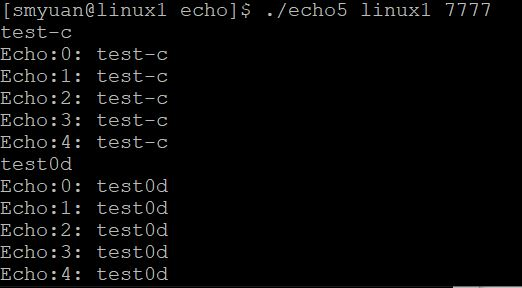 [smyuan@linux1 echo]$ ./echo5 linux1 7777
test-c
Echo:0: test-c
Echo:1: test-c
Echo:2: test-c
Echo:3: test-c
Echo:4: test-c
test0d
Echo:0: test0d
Echo:1: test0d
Echo:2: test0d
Echo:3: test0d
Echo:4: test0d